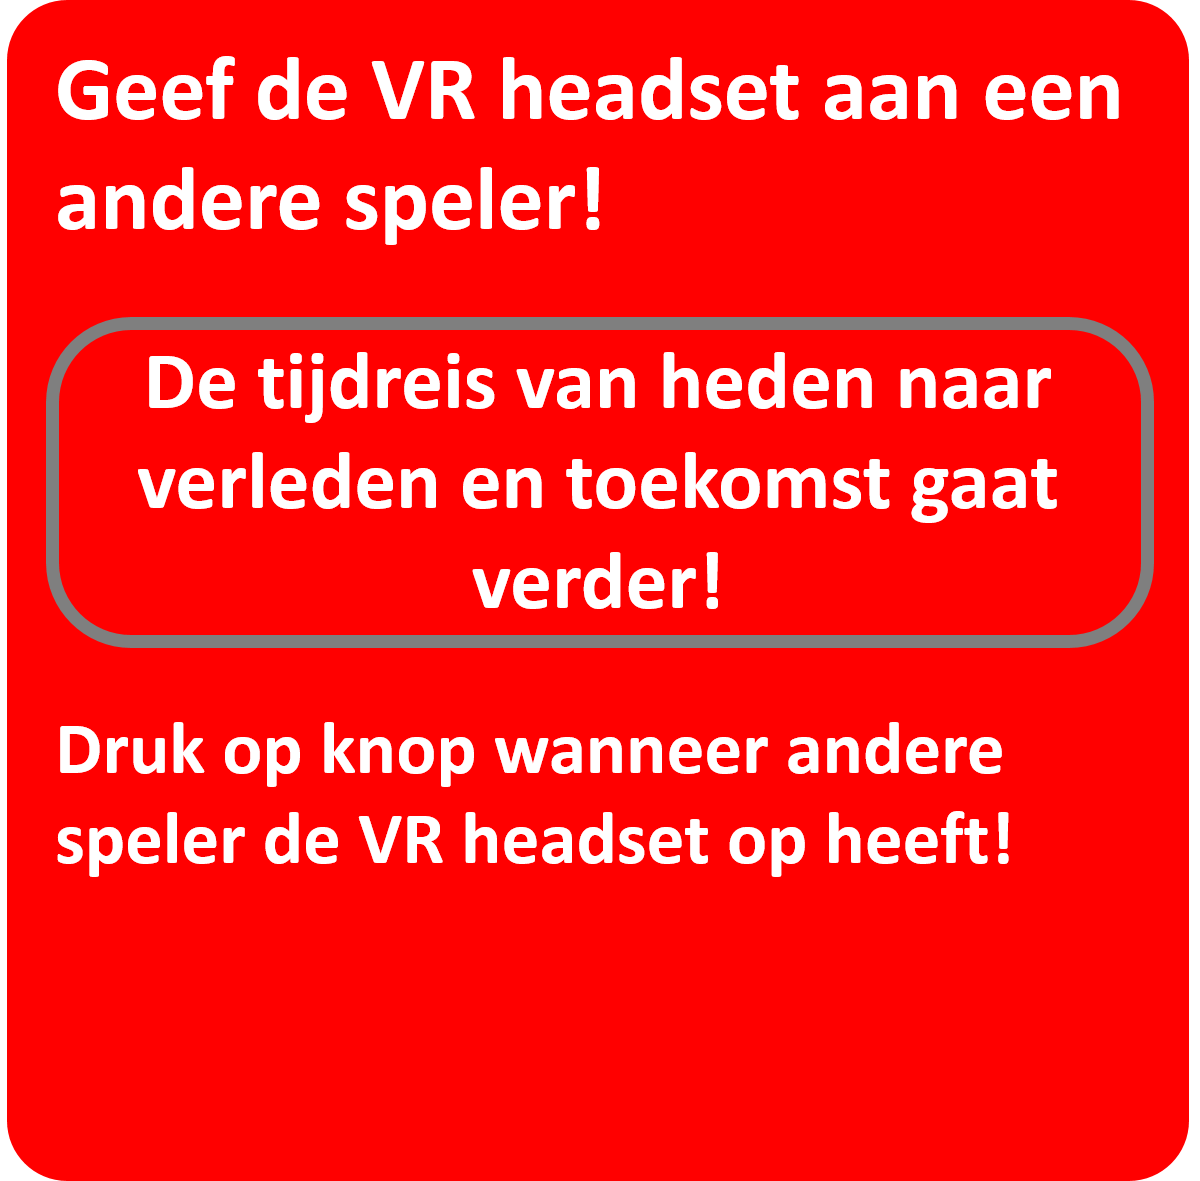 Geef de VR headset aan een
andere speler!
De tijdreis van heden naar
verleden en toekomst gaat
verder!
Druk op knop wanneer andere
speler de VR headset op heeft!